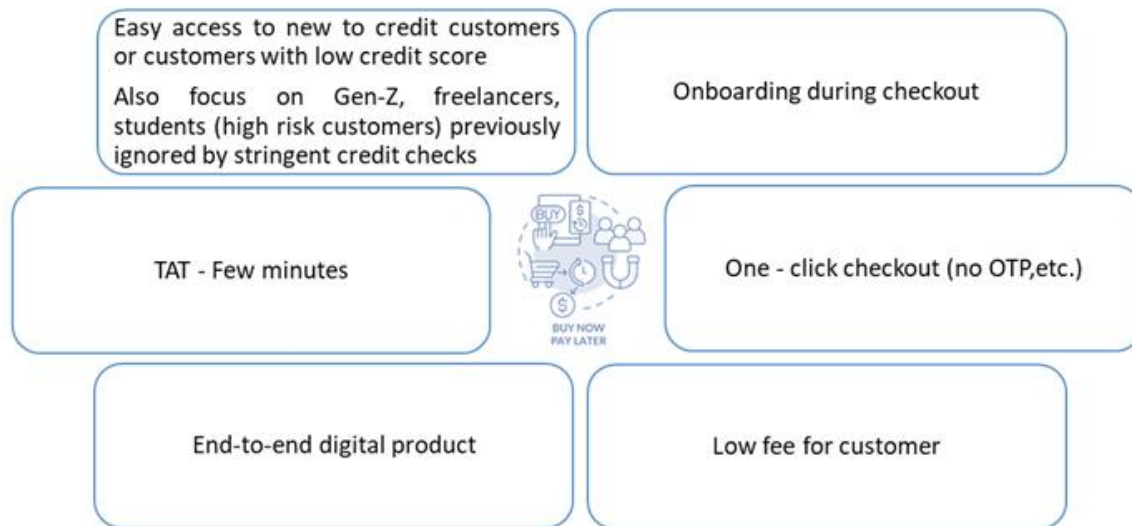 Easy access to new to credit customers
or customers with low credit score
Also focus on Gen-Z, freelancers,
students (high risk customers) previously
ignored by stringent credit checks
Onboarding during checkout
TAT - Few minutes
BUY
BUY NOW
PAY LATER
One - click checkout (no OTP,etc.)
End-to-end digital product
Low fee for customer